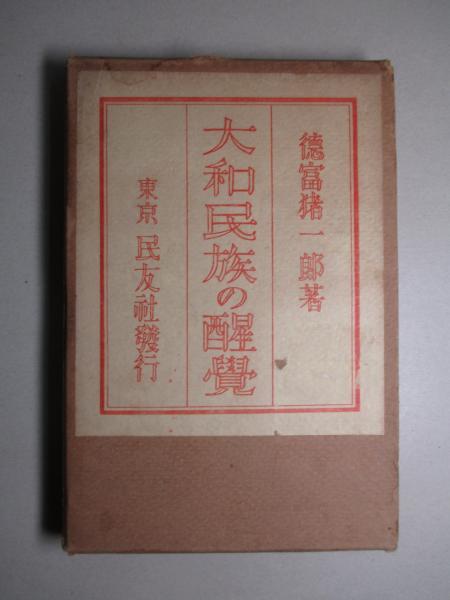 德富猪一郎著
大和民族の醒覺
東京 民友社發行